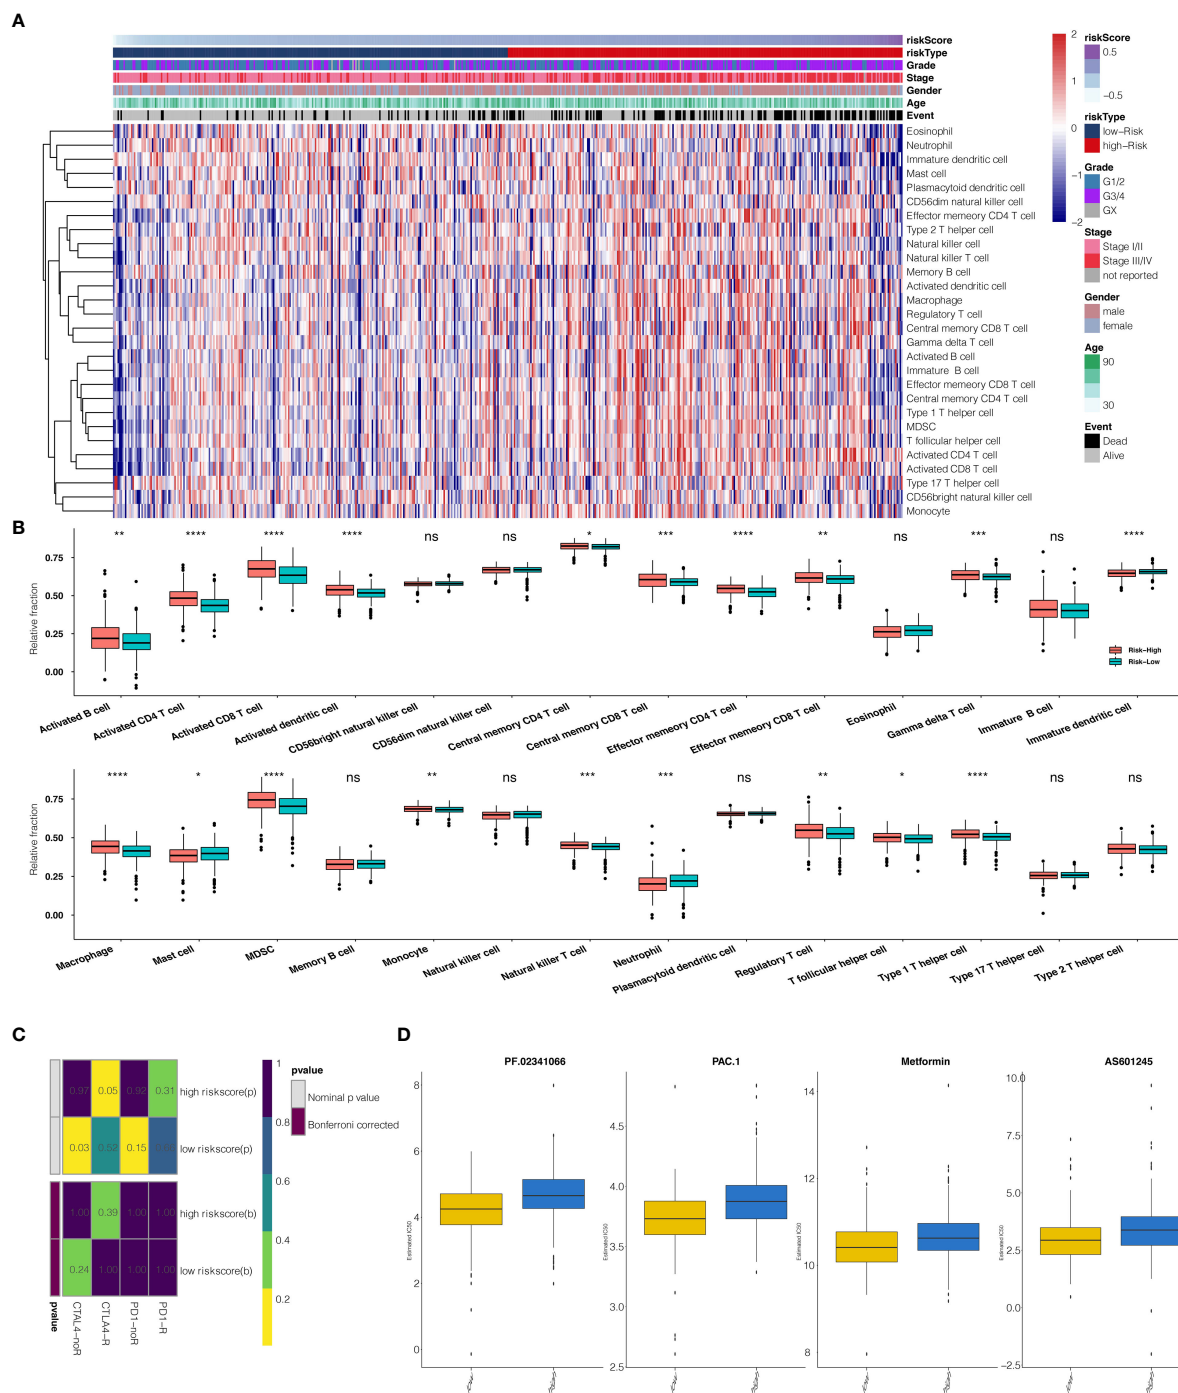 A
riskScore
riskType
Grade
Stage
Gender
Age
Event
Eosinophil
Neutrophil
Immature dendritic cell
Mast cell
Plasmacytoid dendritic cell
CD56dim natural killer cell
Effector memeory CD4 T cell
Type 2 T helper cell
Natural killer cell
Natural killer T cell
Memory B cell
Activated dendritic cell
Macrophage
Regulatory T cell
Central memory CD8 T cell
Gamma delta T cell
Activated B cell
Immature B cell
Effector memeory CD8 T cell
Central memory CD4 T cell
Type 1 T helper cell
MDSC
T follicular helper cell
Activated CD4 T cell
Activated CD8 T cell
Type 17 T helper cell
CD56bright natural killer cell
Monocyte
2
1
0
−1
−2
riskScore
0.5
−0.5
riskType
low−Risk
high−Risk
Grade
G1/2
G3/4
GX
Stage
Stage I/II
Stage III/IV
not reported
Gender
male
female
Age
90
30
Event
Dead
Alive
B
** **** **** **** ns ns * *** **** ** ns *** ns ****
Relative fraction
0.75
0.50
0.25
0.00
Risk−High
Risk−Low
Activated B cell
Activated CD4 T cell
Activated CD8 T cell
Activated dendritic cell
CD56bright natural killer cell
CD56dim natural killer cell
Central memory CD4 T cell
Central memory CD8 T cell
Effector memeory CD4 T cell
Effector memeory CD8 T cell
Eosinophil
Gamma delta T cell
Immature B cell
Immature dendritic cell
**** * **** ns ** ns *** *** ns ** * **** ns ns
Relative fraction
0.75
0.50
0.25
0.00
Macrophage
Mast cell
MDSC
Memory B cell
Monocyte
Natural killer cell
Natural killer T cell
Neutrophil
Plasmacytoid dendritic cell
Regulatory T cell
T follicular helper cell
Type 1 T helper cell
Type 17 T helper cell
Type 2 T helper cell
C
0.97 0.05 0.92 0.31 high riskscore(p)
0.03 0.52 0.15 low riskscore(p)
1.00 0.39 1.00 1.00 high riskscore(b)
0.24 1.00 1.00 1.00 low riskscore(b)
pvalue
CTAL4−noR
CTLA4−R
PD1−noR
PD1−R
1
0.8
0.6
0.4
0.2
pvalue
Nominal p value
Bonferroni corrected
D
PF.02341066
Estimated IC50
8
6
4
2
0
PAC.1
Estimated IC50
4.5
4.0
3.5
3.0
2.5
Metformin
Estimated IC50
14
12
10
8
AS601245
Estimated IC50
10.0
7.5
5.0
2.5
0.0
−2.5